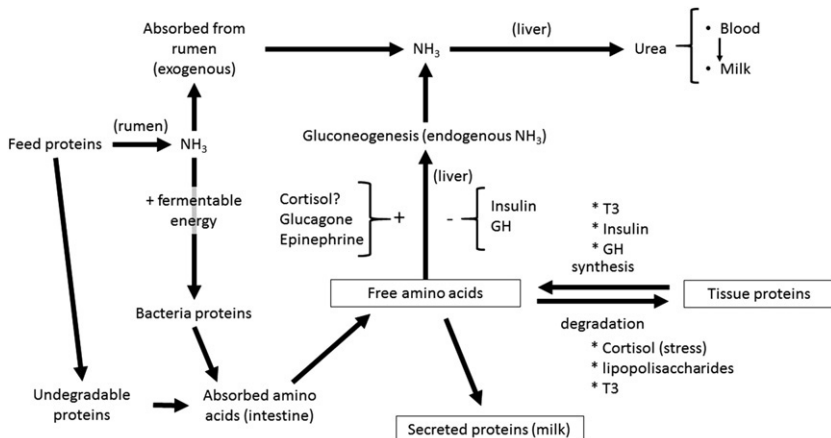 Absorbed from
rumen
(exogenous)
NH3
(liver)
Urea
• Blood
• Milk
(rumen)
Feed proteins
NH3
Gluconeogenesis (endogenous NH3)
(liver)
+ fermentable
energy
Cortisol?
Glucagone
Epinephrine
+
-
Insulin
GH
* T3
* Insulin
* GH
synthesis
Free amino acids
Tissue proteins
Bacteria proteins
degradation
* Cortisol (stress)
* lipopolisaccharides
* T3
Undegradable
proteins
Absorbed amino
acids (intestine)
Secreted proteins (milk)